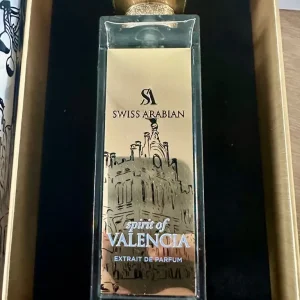 SA
SWISS ARABIAN
spirit of
VALENCIA
EXTRAIT DE PARFUM